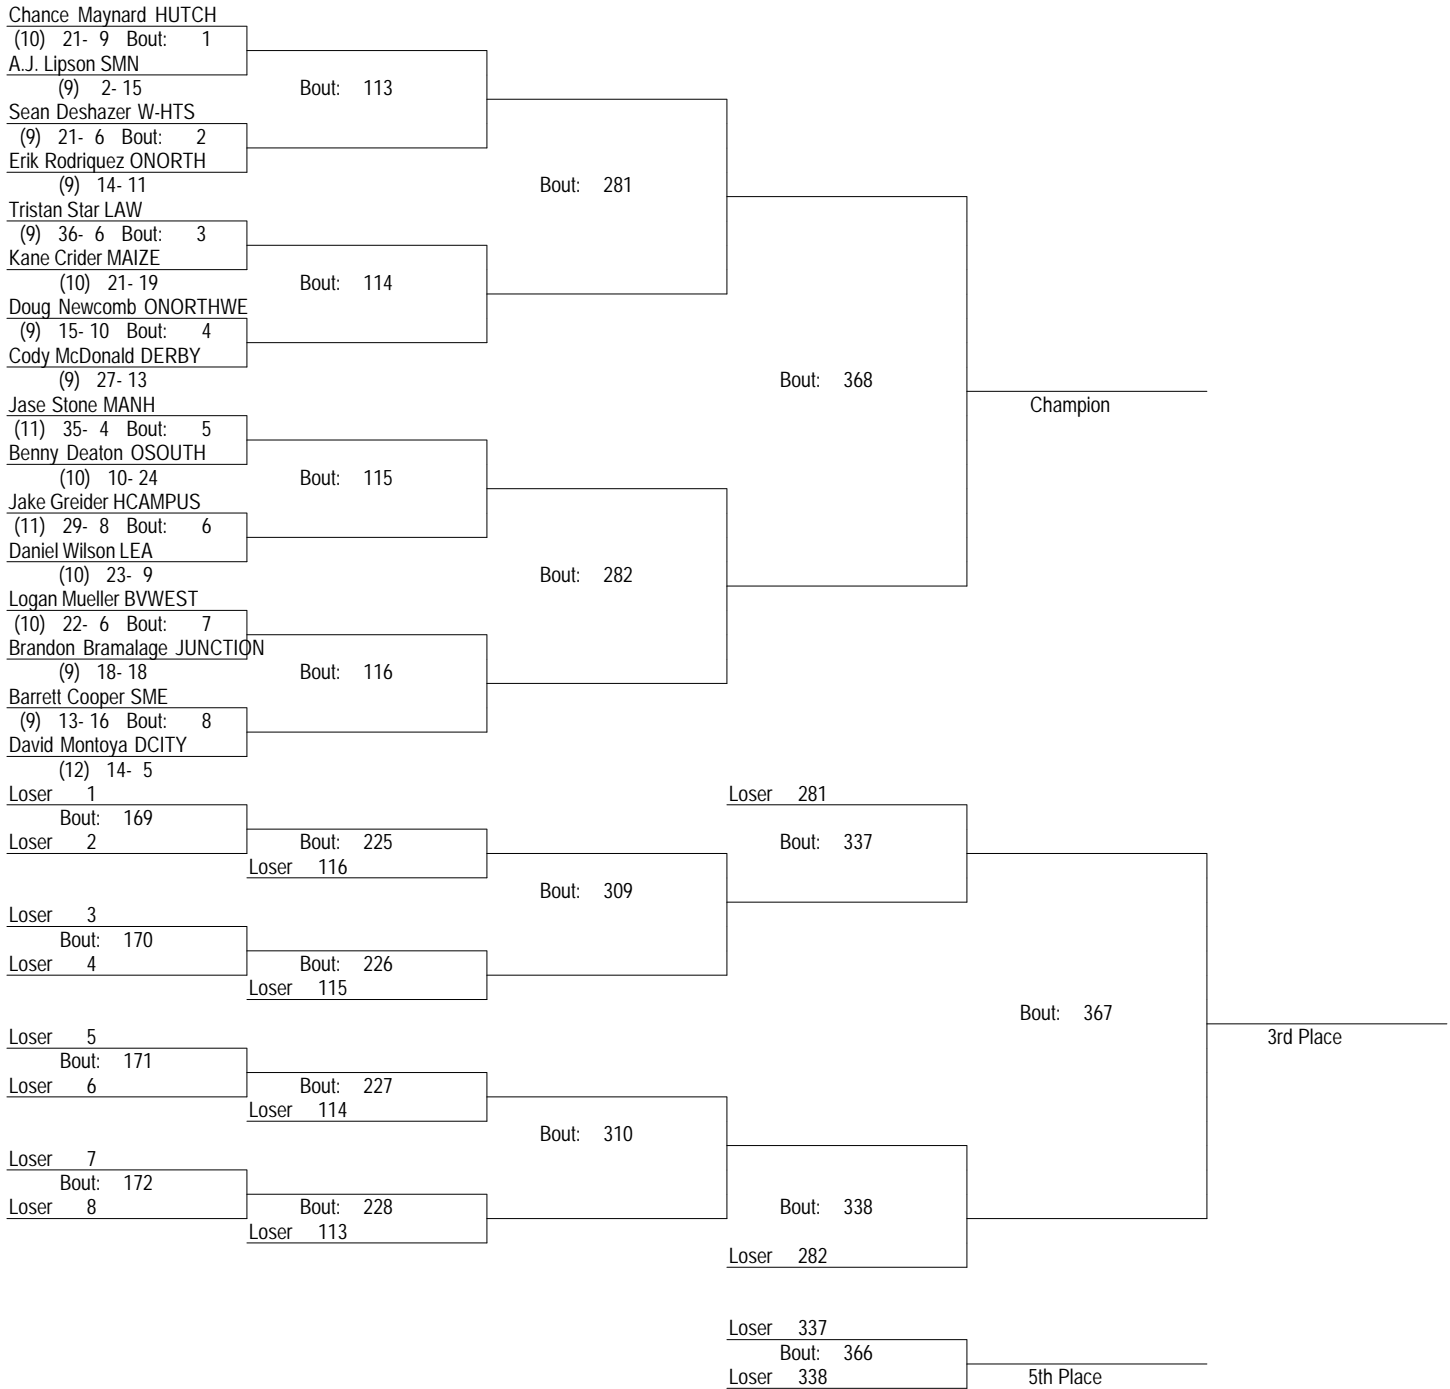 Chance Maynard HUTCH
(10) 21- 9 Bout: 1
A.J. Lipson SMN
(9) 2- 15 Bout: 113
Sean Deshazer W-HTS
(9) 21- 6 Bout: 2
Erik Rodriquez ONORTH
(9) 14- 11 Bout: 281
Tristan Star LAW
(9) 36- 6 Bout: 3
Kane Crider MAIZE
(10) 21- 19 Bout: 114
Doug Newcomb ONORTHWE
(9) 15- 10 Bout: 4
Cody McDonald DERBY
(9) 27- 13 Bout: 368
Jase Stone MANH Champion
(11) 35- 4 Bout: 5
Benny Deaton OSOUTH
(10) 10- 24 Bout: 115
Jake Greider HCAMPUS
(11) 29- 8 Bout: 6
Daniel Wilson LEA
(10) 23- 9 Bout: 282
Logan Mueller BVWEST
(10) 22- 6 Bout: 7
Brandon Bramalage JUNCTION
(9) 18- 18 Bout: 116
Barrett Cooper SME
(9) 13- 16 Bout: 8
David Montoya DCITY
(12) 14- 5
Loser 1 Loser 281
Bout: 169
Loser 2 Bout: 225 Bout: 337
Loser 116
Bout: 309
Loser 3
Bout: 170
Loser 4 Bout: 226
Loser 115
Bout: 367
Loser 5 3rd Place
Bout: 171
Loser 6 Bout: 227
Loser 114
Bout: 310
Loser 7
Bout: 172
Loser 8 Bout: 228 Bout: 338
Loser 113
Loser 282
Loser 337
Bout: 366
Loser 338 5th Place